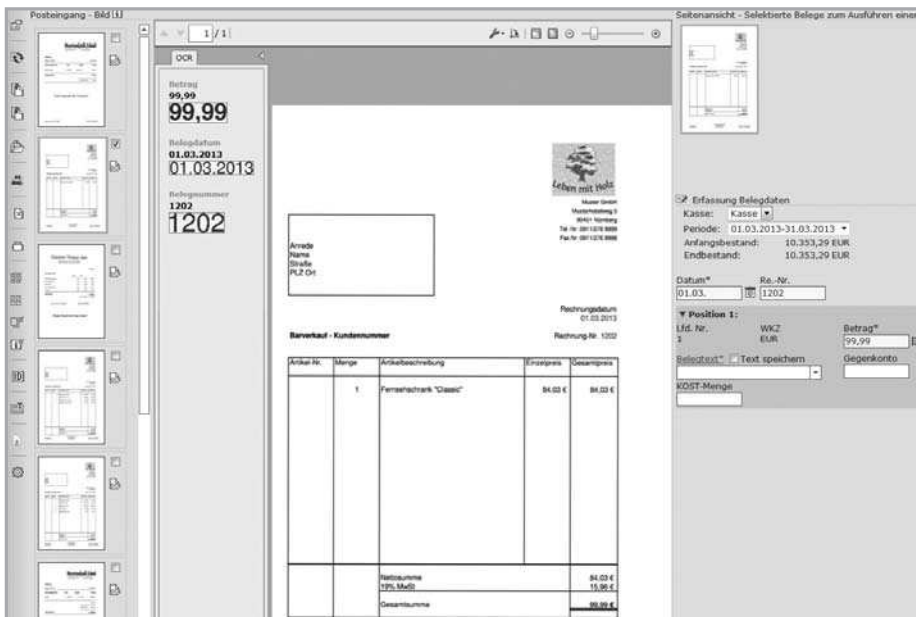 Posteingang - Bild
1 / 1
OCR
Betrag
99,99
99,99
Belegdatum
01.03.2013
01.03.2013
Belegnummer
1202
1202
Leben mit Holz
Muster GmbH
90401 Nürnberg
Anrede
Name
Straße
PLZ Ort
Rechnungsdatum
01.03.2013
Barverkauf - Kundennummer
Rechnung-Nr. 1202
Artikel-Nr. Menge Artikelbeschreibung Einzelpreis Gesamtpreis
1 Fernsehschrank "Classic" 84,03 € 84,03 €
Nettosumme 84,03 €
19% MwSt 15,96 €
Gesamtsumme 99,99 €
Seitenansicht - Selektierte Belege zum Ausführen einer
Erfassung Belegdaten
Kasse: Kasse
Periode: 01.03.2013-31.03.2013
Anfangsbestand: 10.353,29 EUR
Endbestand: 10.353,29 EUR
Datum* Re.-Nr.
01.03. 1202
Position 1:
Lfd. Nr. WKZ Betrag*
1 EUR 99,99
Belegtext* Text speichern Gegenkonto
KOST-Menge